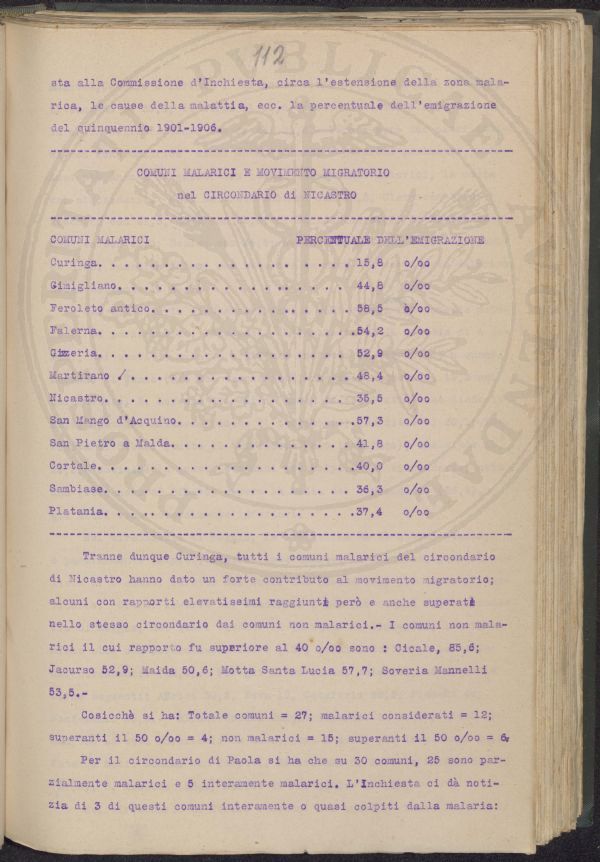 112
sta alla Commissione d'Inchiesta, circa l'estensione della zona mala-
rica, le cause della malattia, ecc. la percentuale dell'emigrazione
del quinquennio 1901-1906.
COMUNI MALARICI E MOVIMENTO MIGRATORIO
nel CIRCONDARIO di NICASTRO
COMUNI MALARICI PERCENTUALE DELL'EMIGRAZIONE
Curinga. . . . . . . . . . . . . . . . . . . . 15,8 o/oo
Gimigliano. . . . . . . . . . . . . . . . . . . 44,8 o/oo
Feroleto antico. . . . . . . . . . . . . . . . . 58,5 o/oo
Falerna. . . . . . . . . . . . . . . . . . . . .54,2 o/oo
Gizzeria. . . . . . . . . . . . . . . . . . . . 52,9 o/oo
Martirano /. . . . . . . . . . . . . . . . . . . 48,4 o/oo
Nicastro. . . . . . . . . . . . . . . . . . . . 35,5 o/oo
San Mango d'Acquino. . . . . . . . . . . . . . .57,3 o/oo
San Pietro a Malda. . . . . . . . . . . . . . . .41,8 o/oo
Cortale. . . . . . . . . . . . . . . . . . . . .40,0 o/oo
Sambiase. . . . . . . . . . . . . . . . . . . . 36,3 o/oo
Platania. . . . . . . . . . . . . . . . . . . . .37,4 o/oo
Tranne dunque Curinga, tutti i comuni malarici del circondario
di Nicastro hanno dato un forte contributo al movimento migratorio;
alcuni con rapporti elevatissimi raggiunti però e anche superati
nello stesso circondario dai comuni non malarici.- I comuni non mala-
rici il cui rapporto fu superiore al 40 o/oo sono : Cicale, 85,6;
Jacurso 52,9; Maida 50,6; Motta Santa Lucia 57,7; Soveria Mannelli
53,5.-
Cosicchè si ha: Totale comuni = 27; malarici considerati = 12;
superanti il 50 o/oo = 4; non malarici = 15; superanti il 50 o/oo = 6.
Per il circondario di Paola si ha che su 30 comuni, 25 sono par-
zialmente malarici e 5 interamente malarici. L'Inchiesta ci dà noti-
zia di 3 di questi comuni interamente o quasi colpiti dalla malaria: